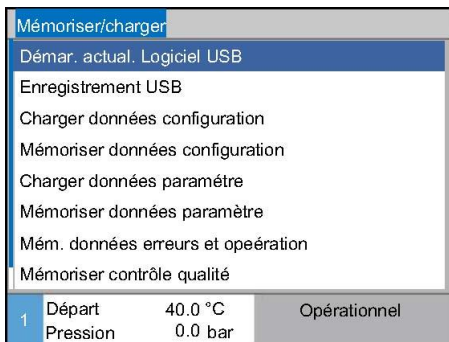 Mémoriser/charger
Démar. actual. Logiciel USB
Enregistrement USB
Charger données configuration
Mémoriser données configuration
Charger données paramétre
Mémoriser données paramètre
Mém. données erreurs et opeération
Mémoriser contrôle qualité
1 Départ 40.0 °C Opérationnel
Pression 0.0 bar